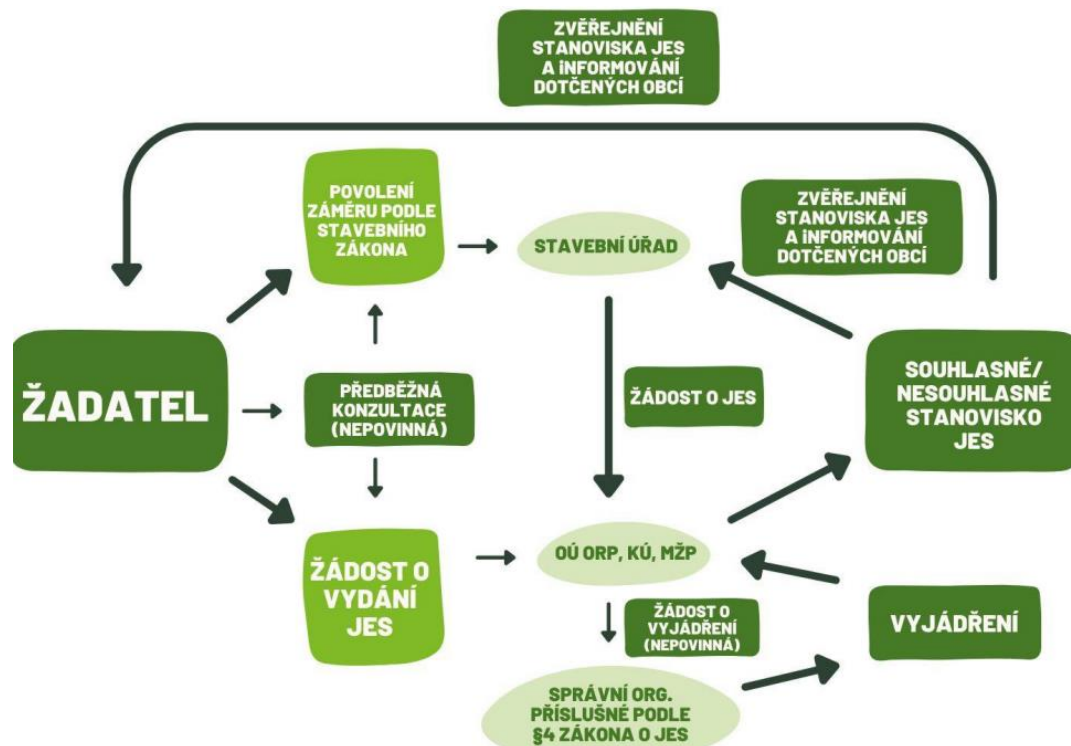 ZVĚŘEJNĚNÍ
STANOVISKA JES
A iNFORMOVÁNÍ
DOTČENÝCH OBCÍ
POVOLENÍ
ZÁMĚRU PODLE
STAVEBNÍHO
ZÁKONA
STAVEBNÍ ÚŘAD
ZVĚŘEJNĚNÍ
STANOVISKA JES
A iNFORMOVÁNÍ
DOTČENÝCH OBCÍ
ŽADATEL
PŘEDBĚŽNÁ
KONZULTACE
(NEPOVINNÁ)
ŽÁDOST O JES
SOUHLASNÉ/
NESOUHLASNÉ
STANOVISKO
JES
ŽÁDOST O
VYDÁNÍ
JES
OÚ ORP, KÚ, MŽP
ŽÁDOST O
VYJÁDŘENÍ
(NEPOVINNÁ)
VYJÁDŘENÍ
SPRÁVNÍ ORG.
PŘÍSLUŠNÉ PODLE
§4 ZÁKONA O JES